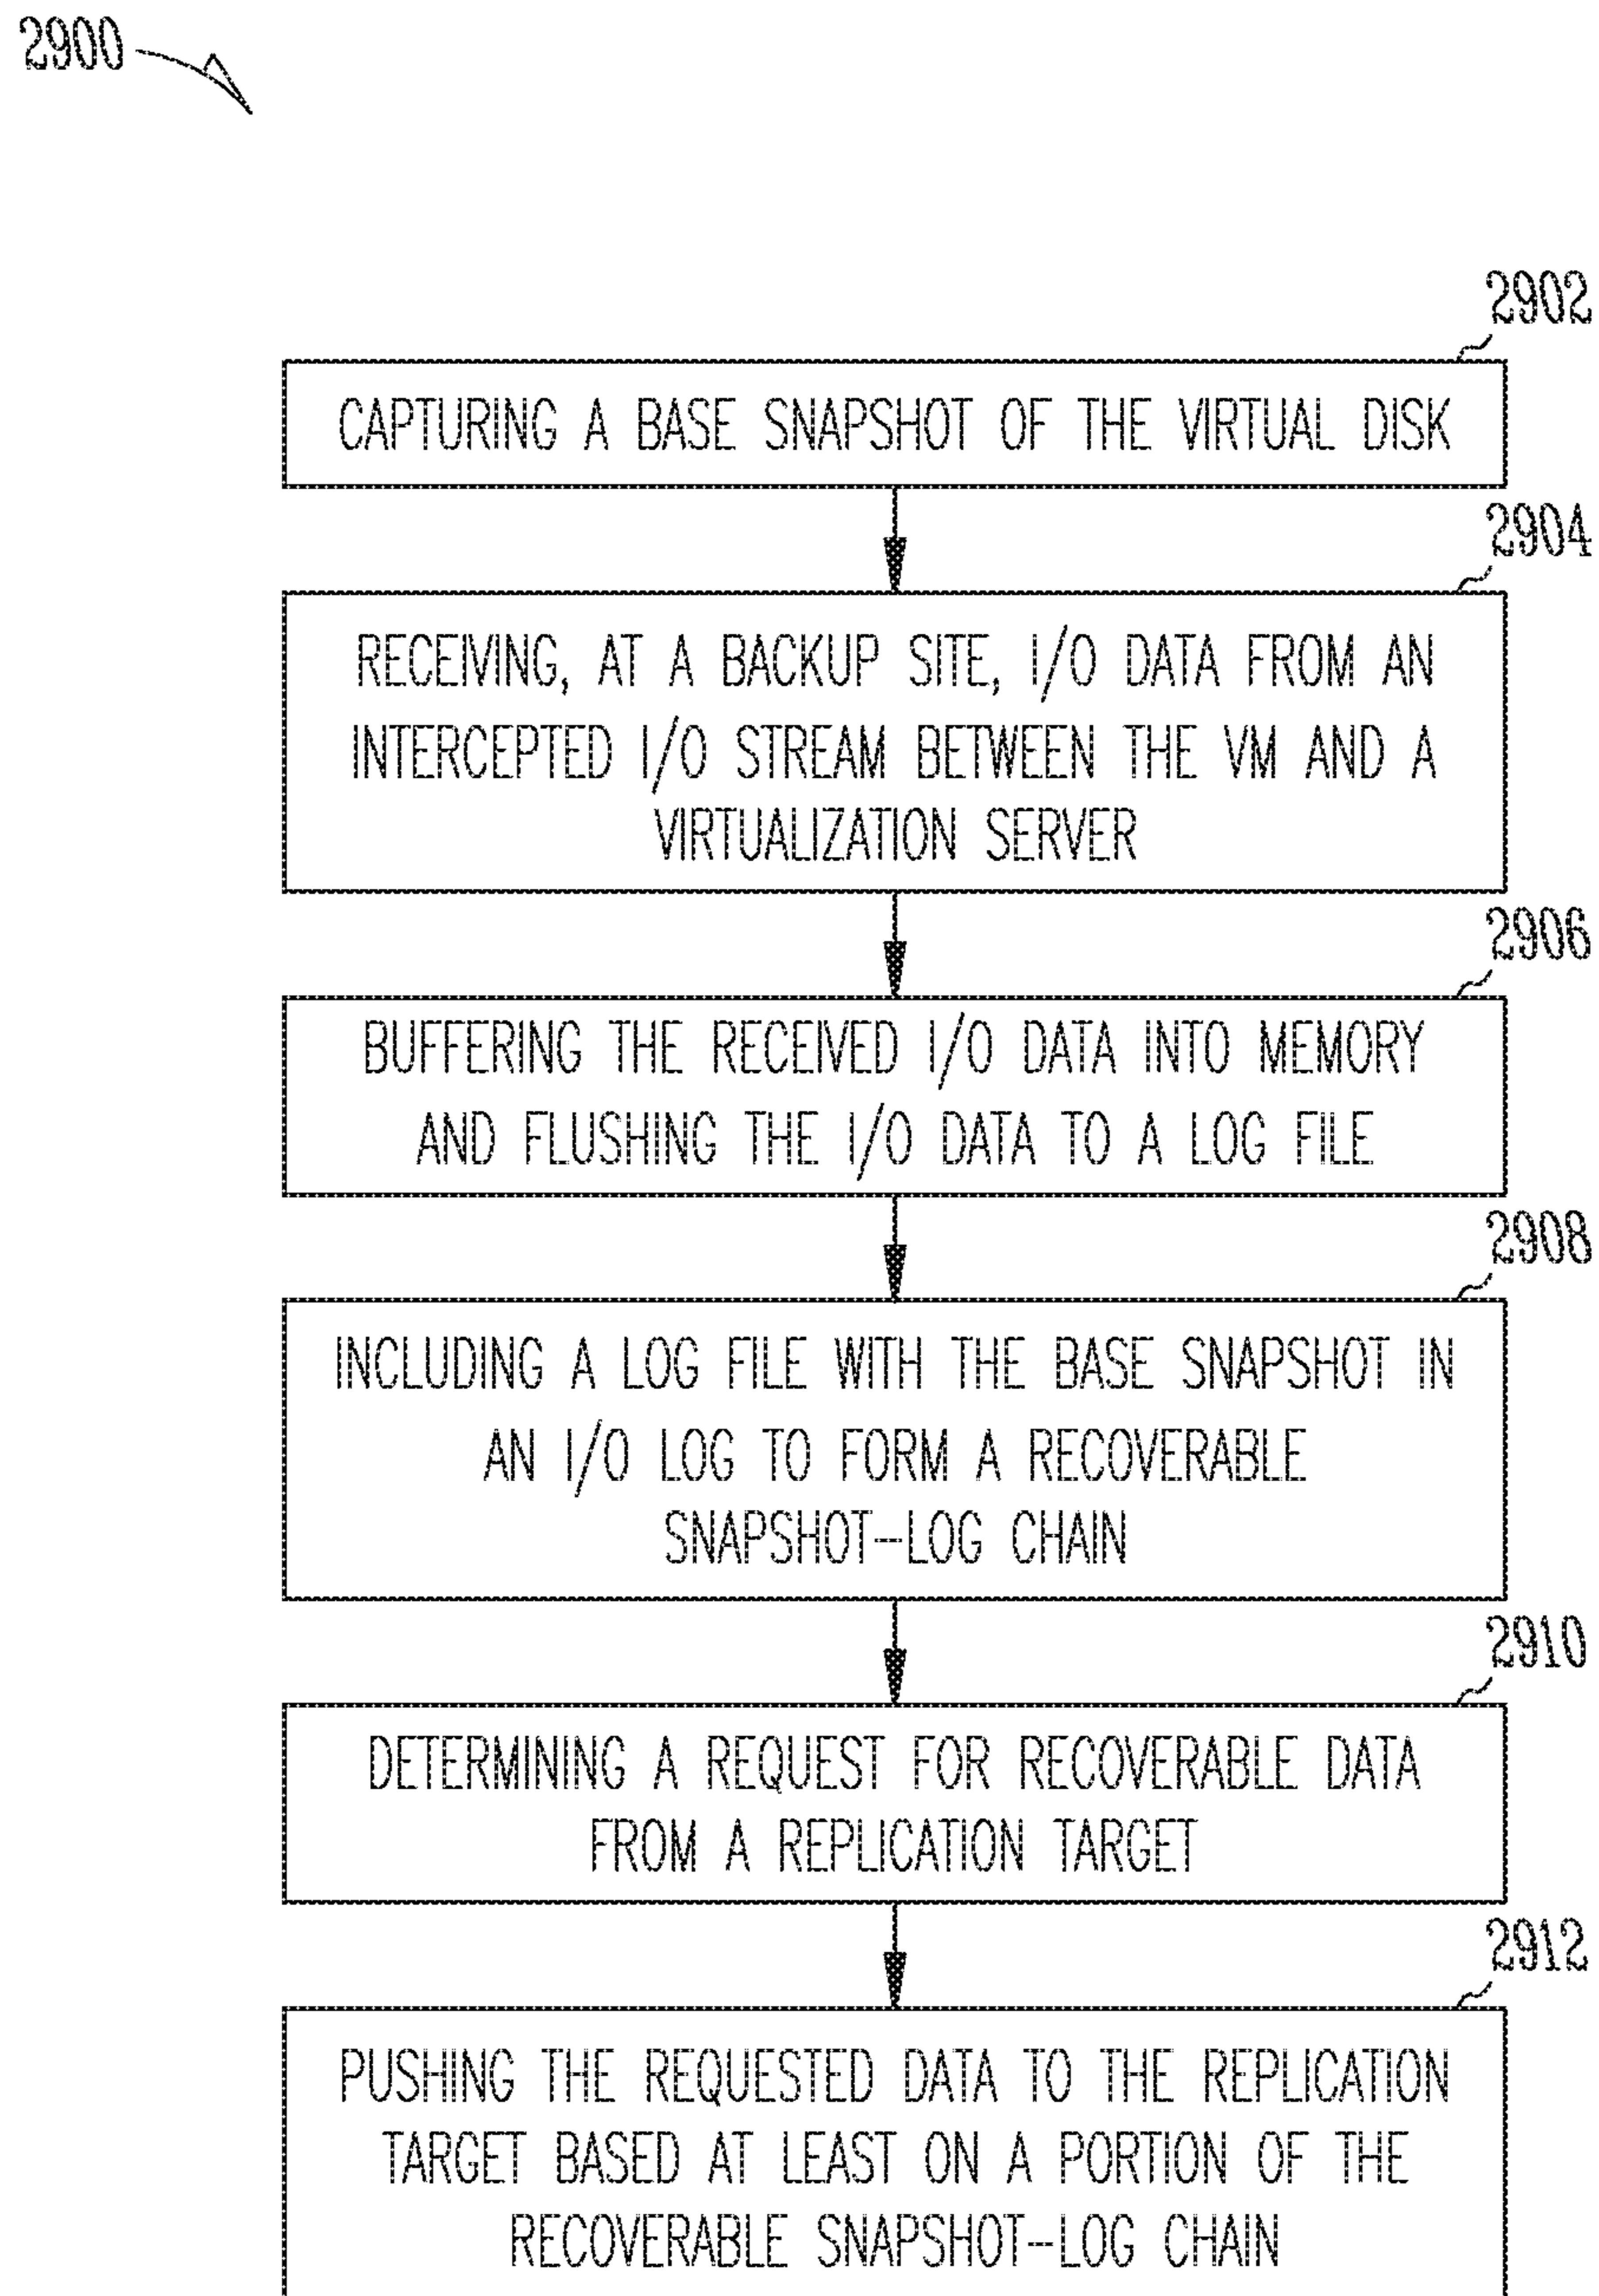 2900
2902
CAPTURING A BASE SNAPSHOT OF THE VIRTUAL DISK
2904
RECEIVING, AT A BACKUP SITE, I/O DATA FROM AN
INTERCEPTED I/O STREAM BETWEEN THE VM AND A
VIRTUALIZATION SERVER
2906
BUFFERING THE RECEIVED I/O DATA INTO MEMORY
AND FLUSHING THE I/O DATA TO A LOG FILE
2908
INCLUDING A LOG FILE WITH THE BASE SNAPSHOT IN
AN I/O LOG TO FORM A RECOVERABLE
SNAPSHOT--LOG CHAIN
2910
DETERMINING A REQUEST FOR RECOVERABLE DATA
FROM A REPLICATION TARGET
2912
PUSHING THE REQUESTED DATA TO THE REPLICATION
TARGET BASED AT LEAST ON A PORTION OF THE
RECOVERABLE SNAPSHOT--LOG CHAIN